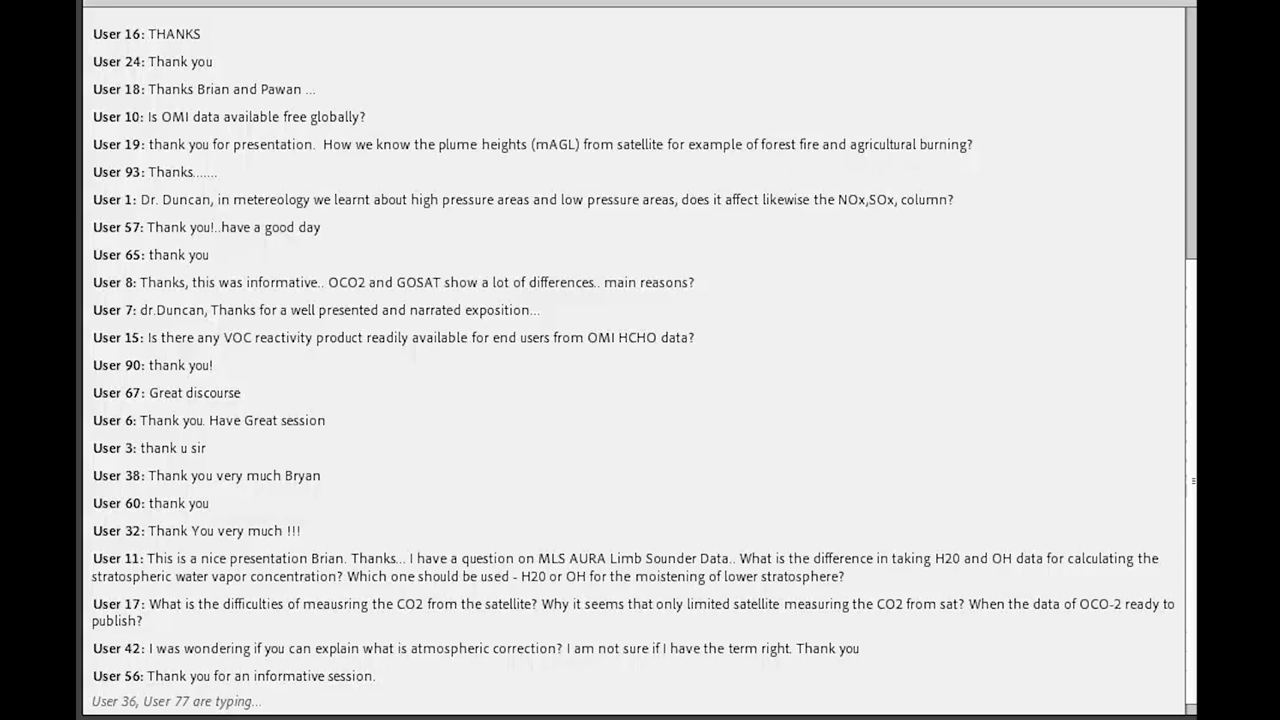 User 16: THANKS
User 24: Thank you
User 18: Thanks Brian and Pawan ...
User 10: Is OMI data available free globally?
User 19: thank you for presentation.  How we know the plume heights (mAGL) from satellite for example of forest fire and agricultural burning?
User 93: Thanks.......
User 1: Dr. Duncan, in metereology we learnt about high pressure areas and low pressure areas, does it affect likewise the NOx,SOx, column?
User 57: Thank you!..have a good day
User 65: thank you
User 8: Thanks, this was informative.. OCO2 and GOSAT show a lot of differences.. main reasons?
User 7: dr.Duncan, Thanks for a well presented and narrated exposition...
User 15: Is there any VOC reactivity product readily available for end users from OMI HCHO data?
User 90: thank you!
User 67: Great discourse
User 6: Thank you. Have Great session
User 3: thank u sir
User 38: Thank you very much Bryan
User 60: thank you
User 32: Thank You very much !!!
User 11: This is a nice presentation Brian. Thanks... I have a question on MLS AURA Limb Sounder Data.. What is the difference in taking H20 and OH data for calculating the
stratospheric water vapor concentration? Which one should be used - H20 or OH for the moistening of lower stratosphere?
User 17: What is the difficulties of meausring the CO2 from the satellite? Why it seems that only limited satellite measuring the CO2 from sat? When the data of OCO-2 ready to
publish?
User 42: I was wondering if you can explain what is atmospheric correction? I am not sure if I have the term right. Thank you
User 56: Thank you for an informative session.
User 36, User 77 are typing...